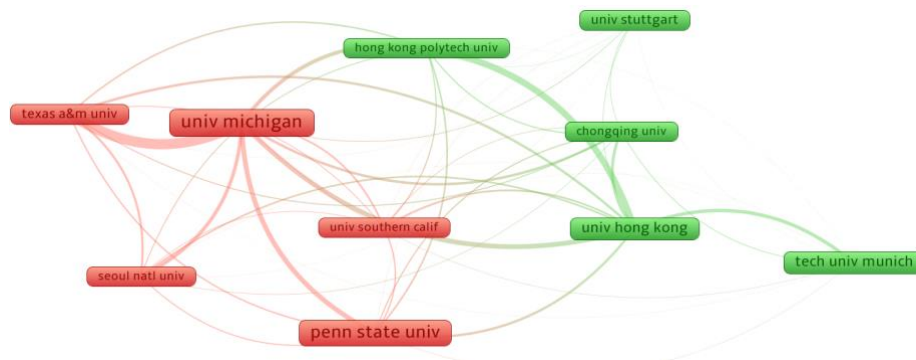 univ stuttgart
hong kong polytech univ
texas a&m univ
univ michigan
chongqing univ
univ southern calif
univ hong kong
tech univ munich
seoul natl univ
penn state univ